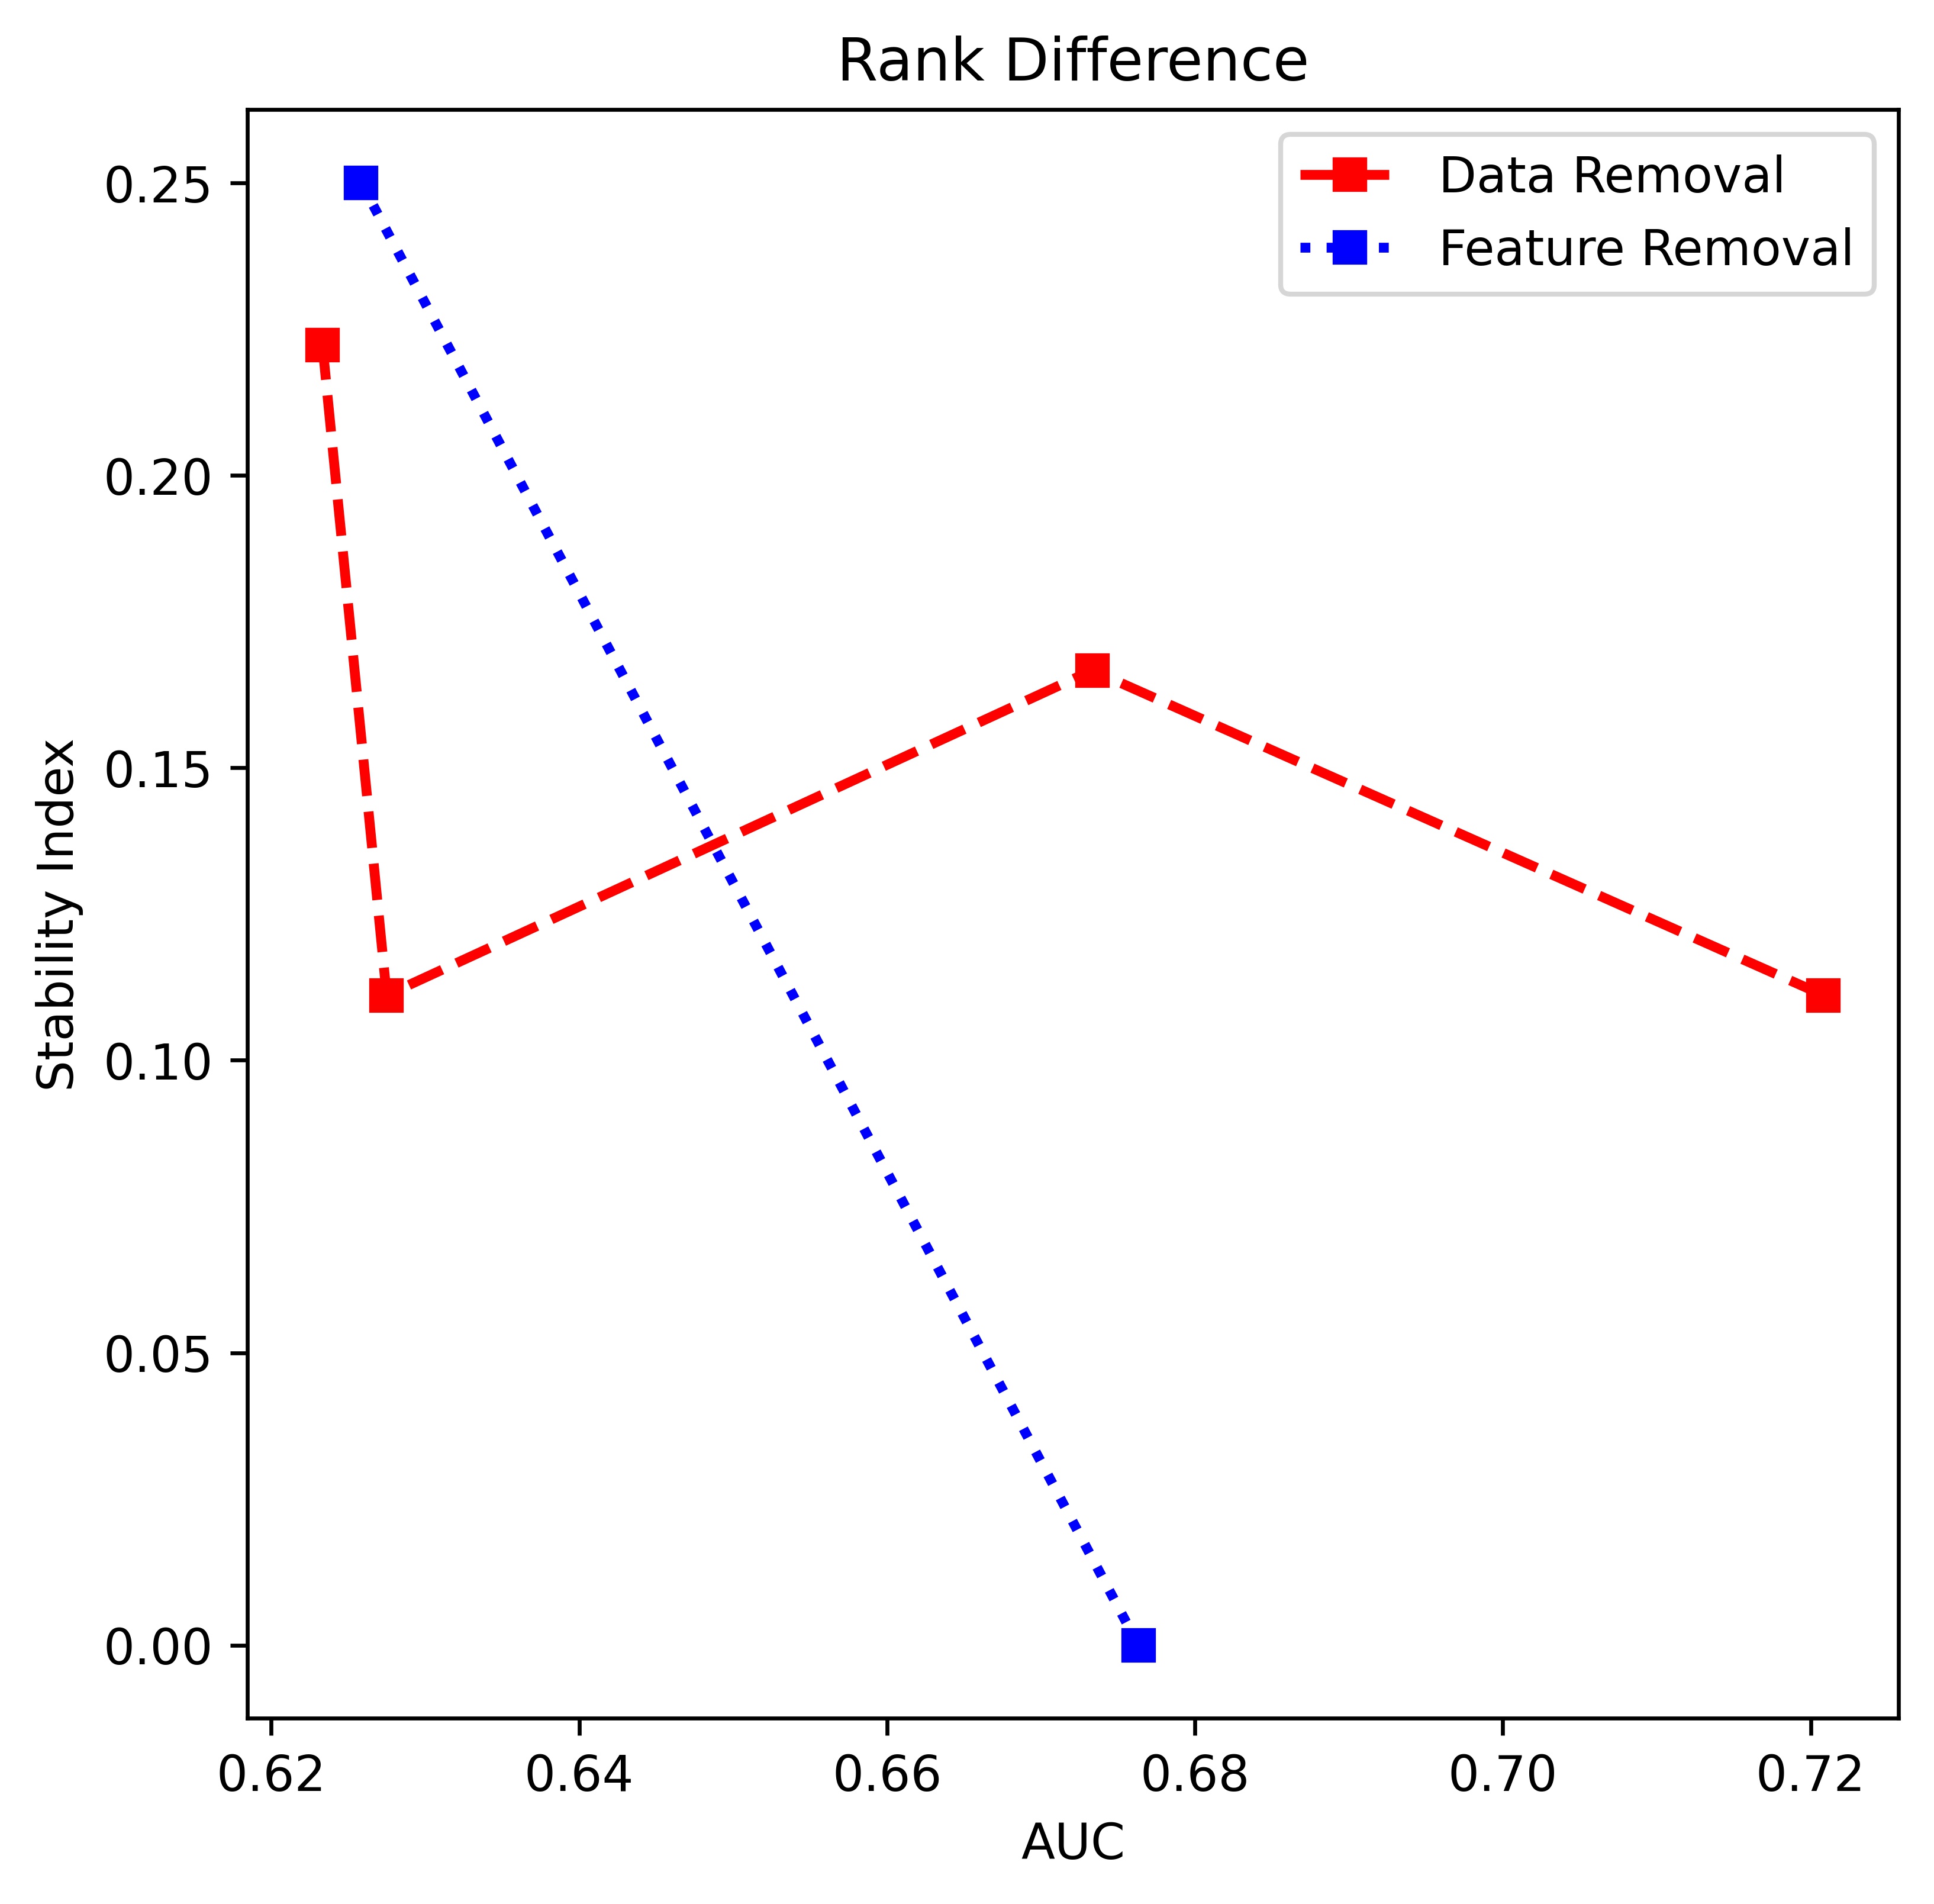 Rank Difference
Data Removal
Feature Removal
0.25
0.20
0.15
0.10
0.05
0.00
Stability Index
0.62 0.64 0.66 0.68 0.70 0.72
AUC